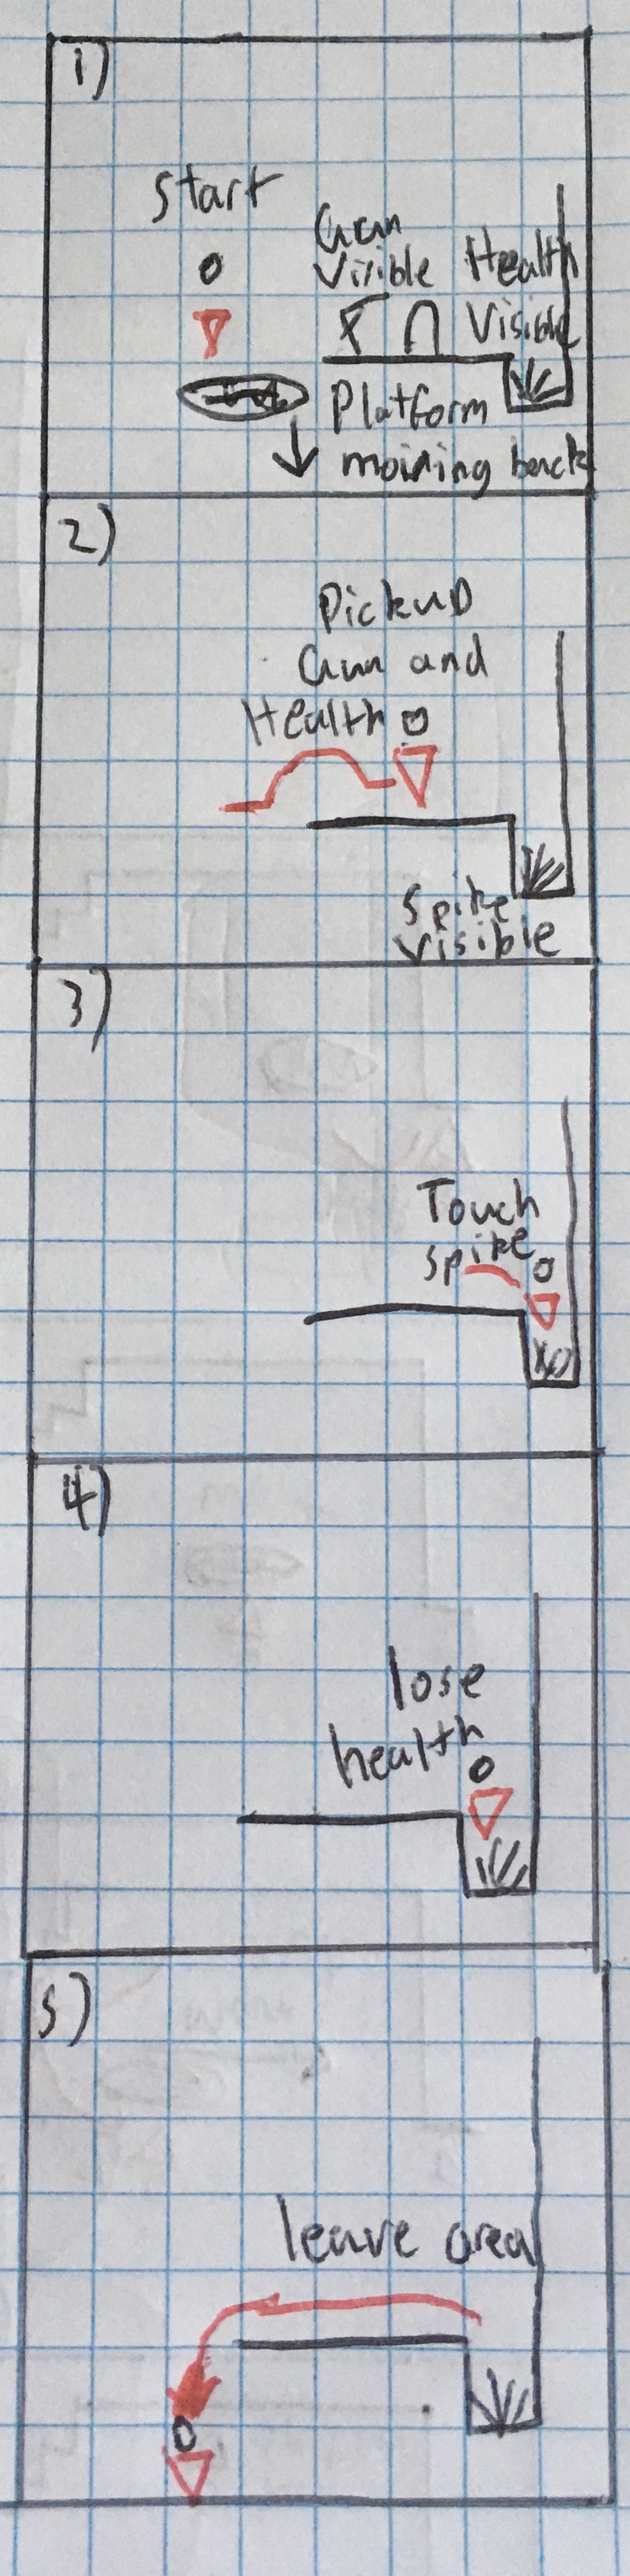 1)
Start
Gun
Visible
Health
Visible
Platform
moving back
2)
Pickup
Gun and
Health
Spike
Visible
3)
Touch
spike
4)
lose
health
5)
leave area